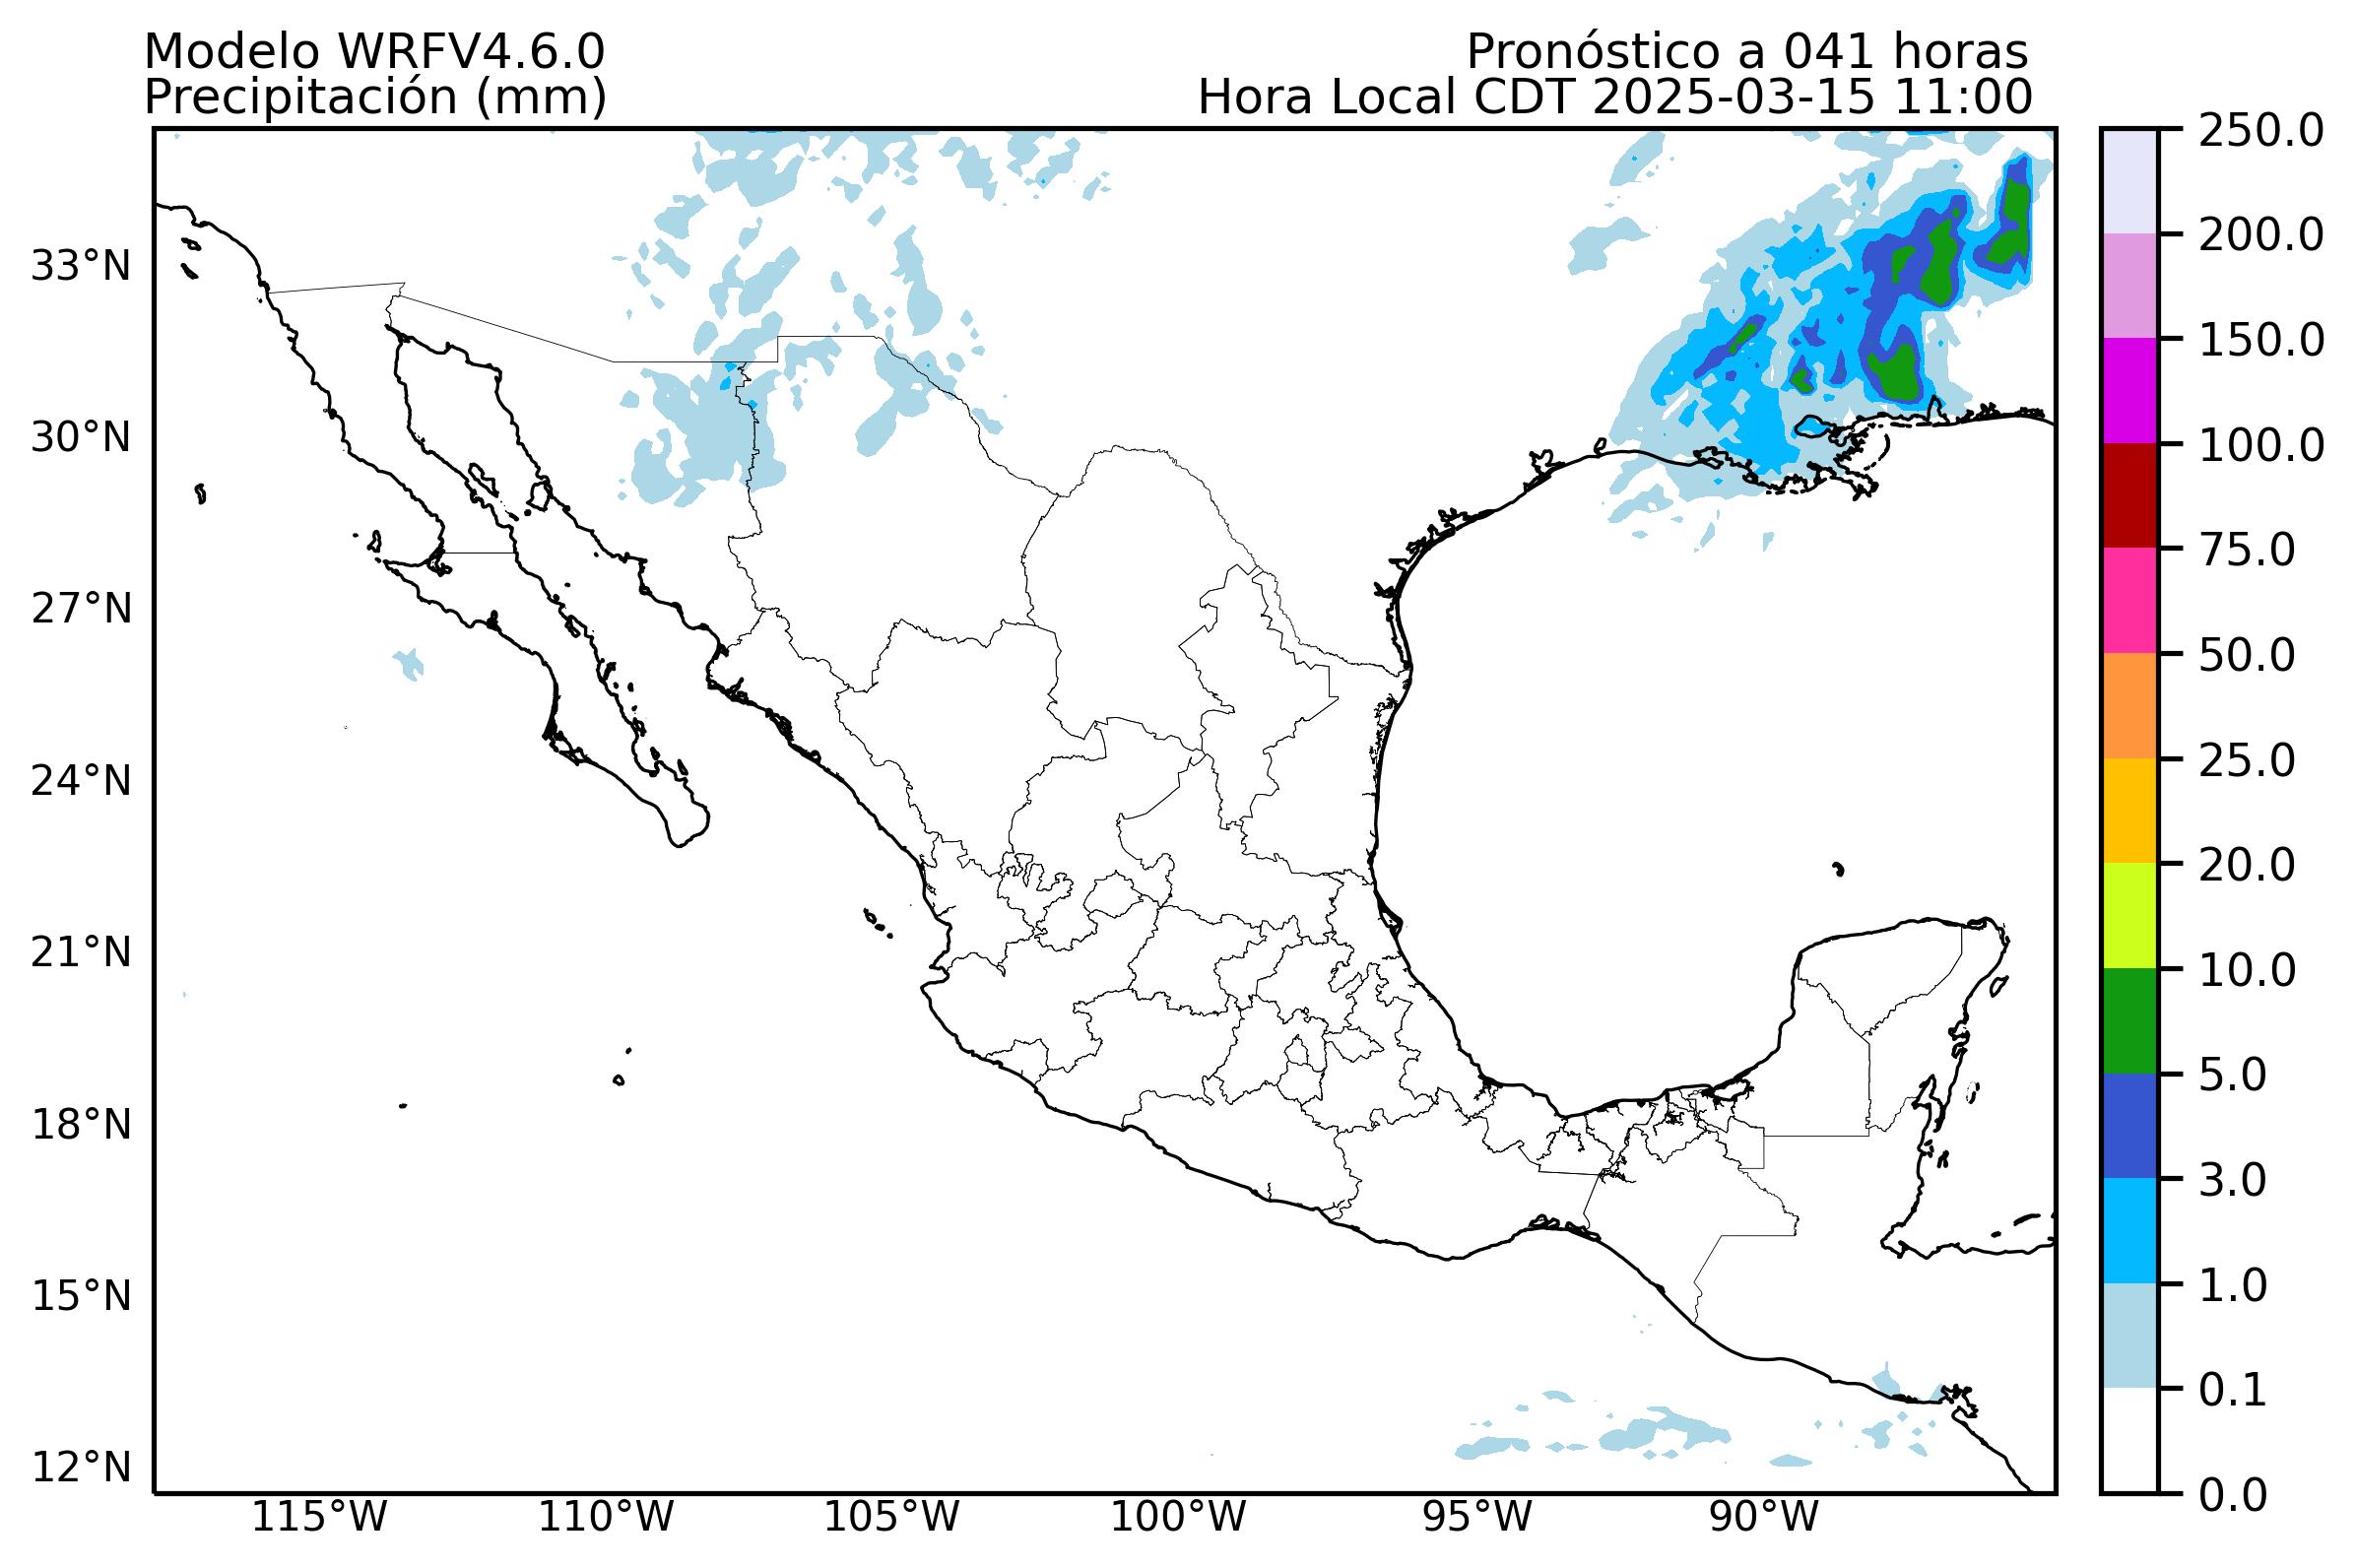 Modelo WRFV4.6.0
Precipitación (mm)
Pronóstico a 041 horas
Hora Local CDT 2025-03-15 11:00
33°N
30°N
27°N
24°N
21°N
18°N
15°N
12°N
115°W
110°W
105°W
100°W
95°W
90°W
250.0
200.0
150.0
100.0
75.0
50.0
25.0
20.0
10.0
5.0
3.0
1.0
0.1
0.0